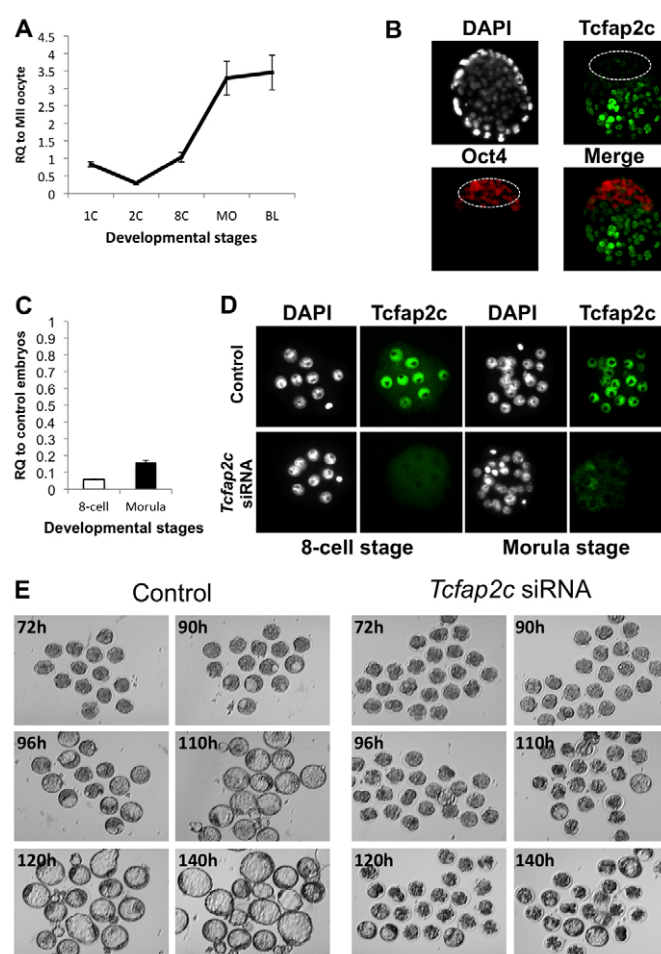 A
RQ to MII oocyte
4.5
4
3.5
3
2.5
2
1.5
1
0.5
0
1C 2C 8C MO BL
Developmental stages
B
DAPI Tcfap2c
Oct4 Merge
C
RQ to control embryos
1
0.9
0.8
0.7
0.6
0.5
0.4
0.3
0.2
0.1
0
8-cell Morula
Developmental stages
D
DAPI Tcfap2c DAPI Tcfap2c
Control
Tcfap2c
siRNA
8-cell stage Morula stage
E
Control Tcfap2c siRNA
72h 90h 72h 90h
96h 110h 96h 110h
120h 140h 120h 140h